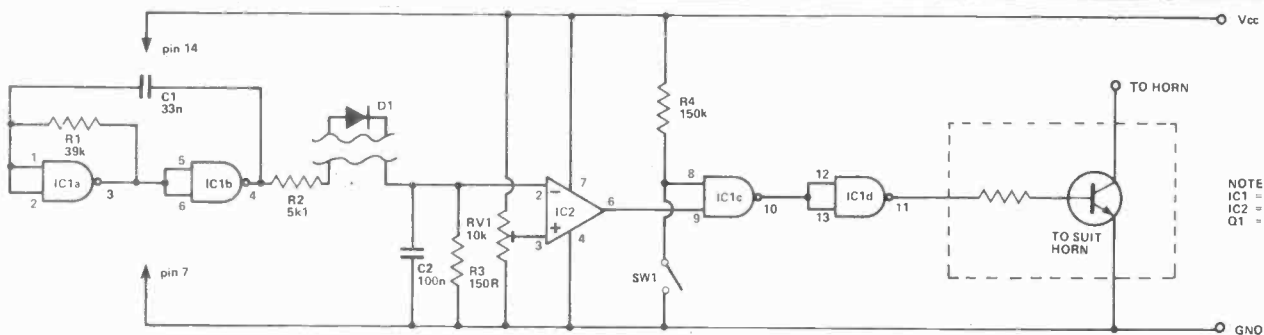 Vcc
pin 14
C1
33n
D1
TO HORN
R4
150k
R1
39k
1
2
IC1a
3
5
6
IC1b
4
R2
5k1
2
7
IC2
6
3
4
RV1
10k
8
9
IC1c
10
12
13
IC1d
11
TO SUIT
HORN
NOTE
IC1 =
IC2 =
Q1 =
pin 7
C2
100n
R3
150R
SW1
GND